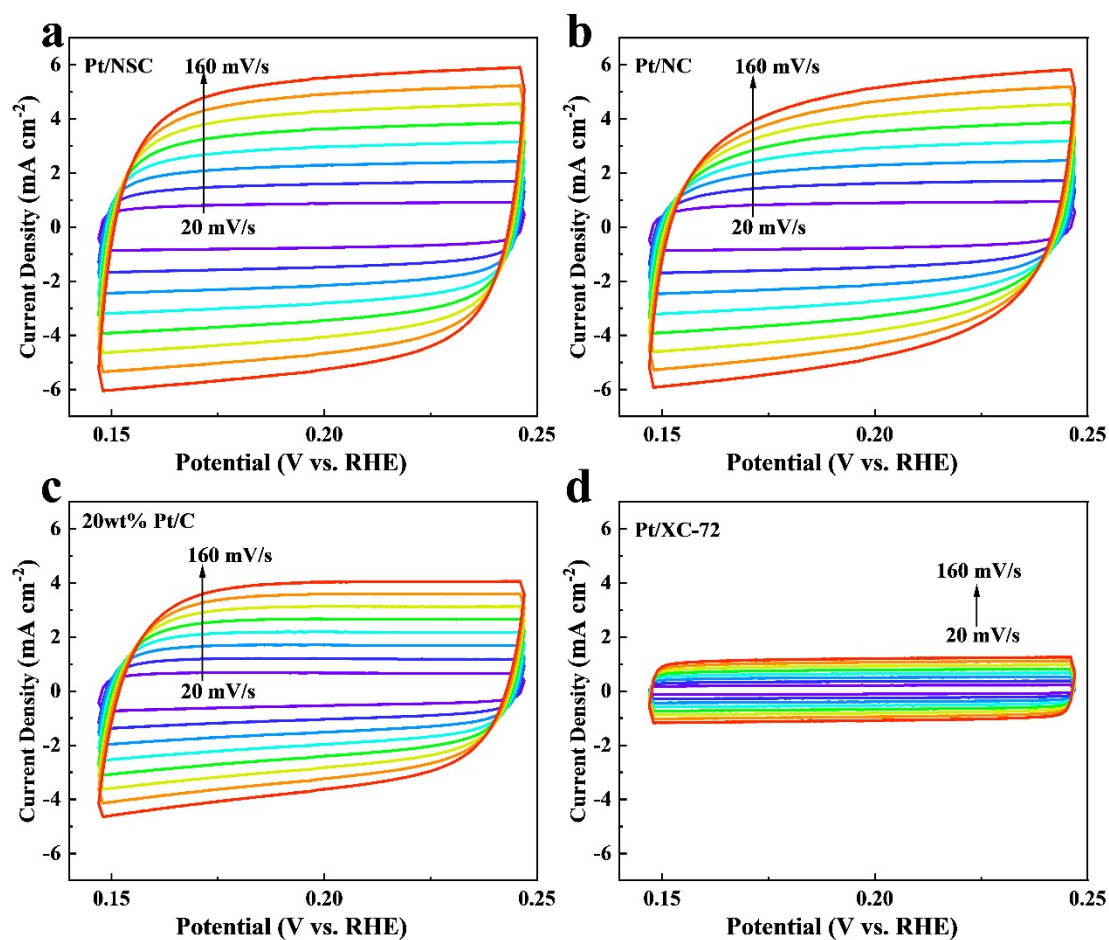 a
Pt/NSC
160 mV/s
20 mV/s
6
4
2
0
-2
-4
-6
Current Density (mA cm⁻²)
0.15
0.20
0.25
Potential (V vs. RHE)
b
Pt/NC
160 mV/s
20 mV/s
6
4
2
0
-2
-4
-6
Current Density (mA cm⁻²)
0.15
0.20
0.25
Potential (V vs. RHE)
c
20wt% Pt/C
160 mV/s
20 mV/s
6
4
2
0
-2
-4
-6
Current Density (mA cm⁻²)
0.15
0.20
0.25
Potential (V vs. RHE)
d
Pt/XC-72
160 mV/s
20 mV/s
6
4
2
0
-2
-4
-6
Current Density (mA cm⁻²)
0.15
0.20
0.25
Potential (V vs. RHE)